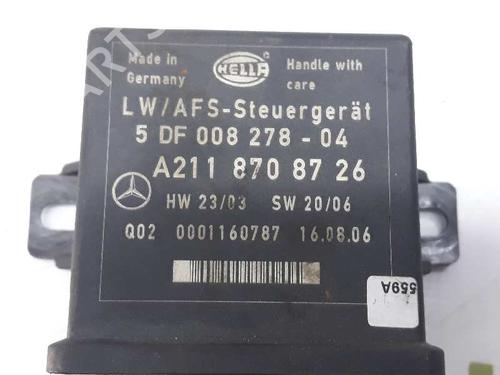 Made in
Germany
HELLA
Handle with
care
LW/AFS-Steuergerät
5 DF 008 278 - 04
A211 870 87 26
HW 23/03 SW 20/06
Q02 0001160787 16.08.06
559A